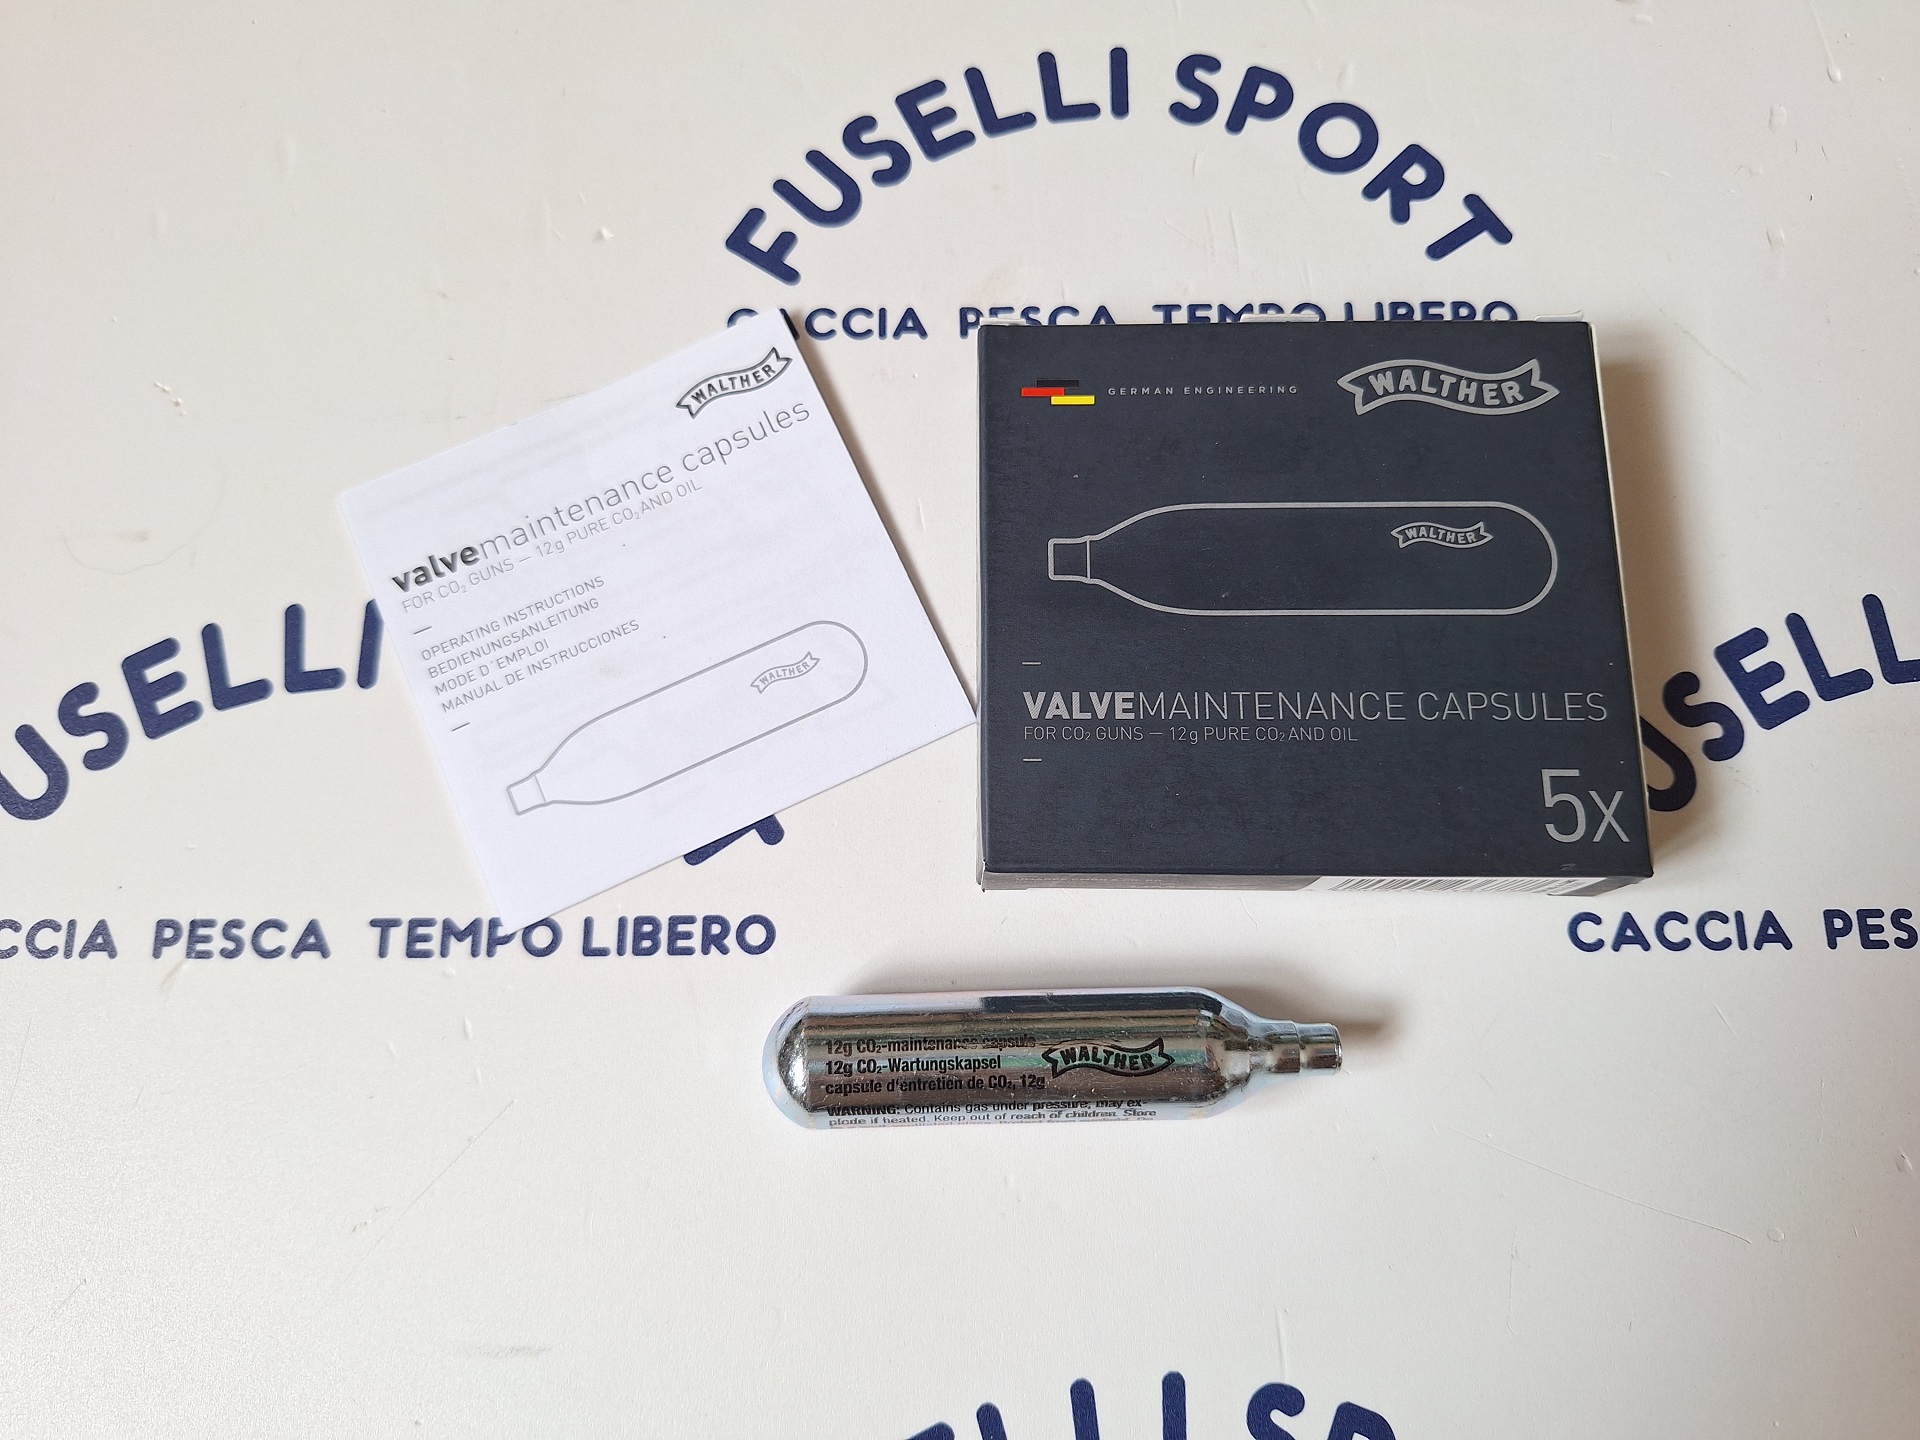 FUSELLI SPORT
CACCIA PESCA TEMPO LIBERO
WALTHER
valvemaintenance capsules
FOR CO₂ GUNS — 12g PURE CO₂ AND OIL
OPERATING INSTRUCTIONS
BEDIENUNGSANLEITUNG
MODE D´EMPLOI
MANUAL DE INSTRUCCIONES
WALTHER
GERMAN ENGINEERING
WALTHER
WALTHER
VALVEMAINTENANCE CAPSULES
FOR CO₂ GUNS — 12g PURE CO₂ AND OIL
5x
USELLI
CCIA PESCA TEMPO LIBERO
USELL
CACCIA PES
12g CO₂-maintenance capsule
12g CO₂-Wartungskapsel
capsule d'entretien de CO₂, 12g
WALTHER
WARNING: Contains gas under pressure, may ex-
plode if heated. Keep out of reach of children. Store